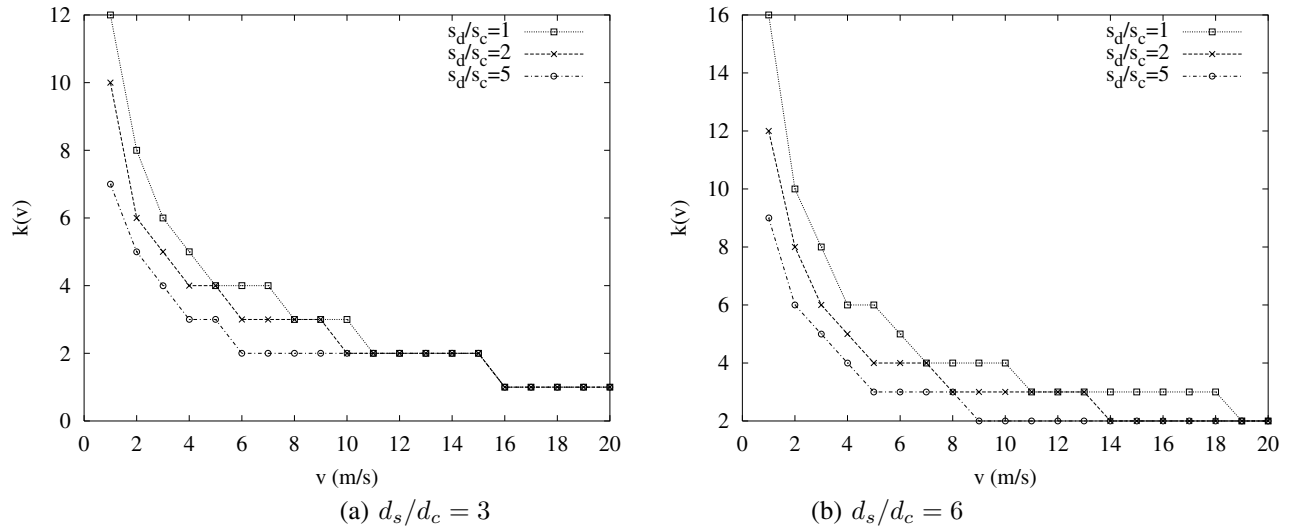 12
10
8
6
4
2
0
k(v)
0 2 4 6 8 10 12 14 16 18 20
v (m/s)
s_d/s_c=1
s_d/s_c=2
s_d/s_c=5
(a) d_s/d_c = 3
16
14
12
10
8
6
4
2
k(v)
0 2 4 6 8 10 12 14 16 18 20
v (m/s)
s_d/s_c=1
s_d/s_c=2
s_d/s_c=5
(b) d_s/d_c = 6